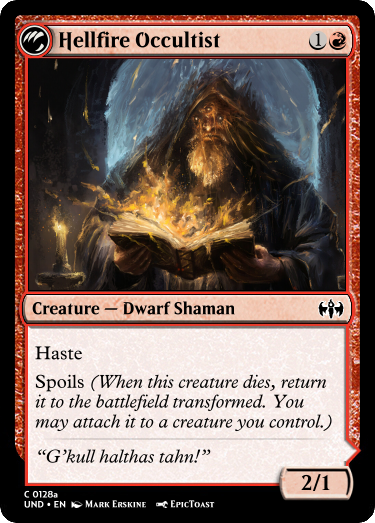 Hellfire Occultist 1
Creature — Dwarf Shaman
Haste
Spoils (When this creature dies, return
it to the battlefield transformed. You
may attach it to a creature you control.)
“G’kull halthas tahn!”
2/1
C 0128a
UND • EN Mark Erskine EpicToast